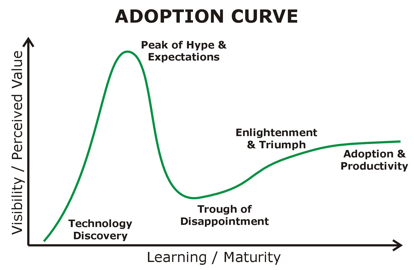 ADOPTION CURVE
Peak of Hype &
Expectations
Visibility / Perceived Value
Enlightenment
& Triumph
Adoption &
Productivity
Trough of
Disappointment
Technology
Discovery
Learning / Maturity